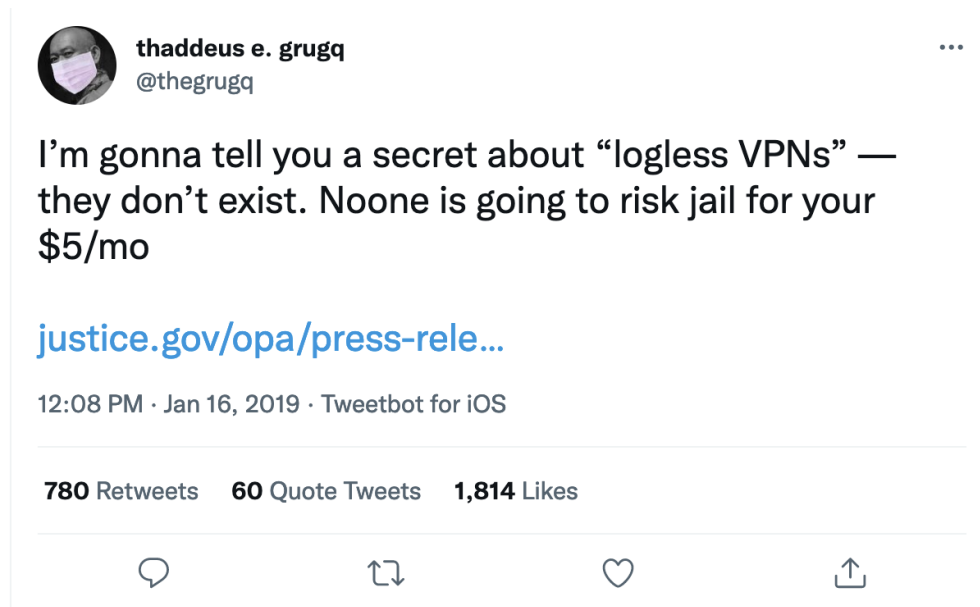 thaddeus e. grugq
@thegrugq
I'm gonna tell you a secret about “logless VPNs” —
they don't exist. Noone is going to risk jail for your
$5/mo
justice.gov/opa/press-rele...
12:08 PM · Jan 16, 2019 · Tweetbot for iOS
780 Retweets 60 Quote Tweets 1,814 Likes